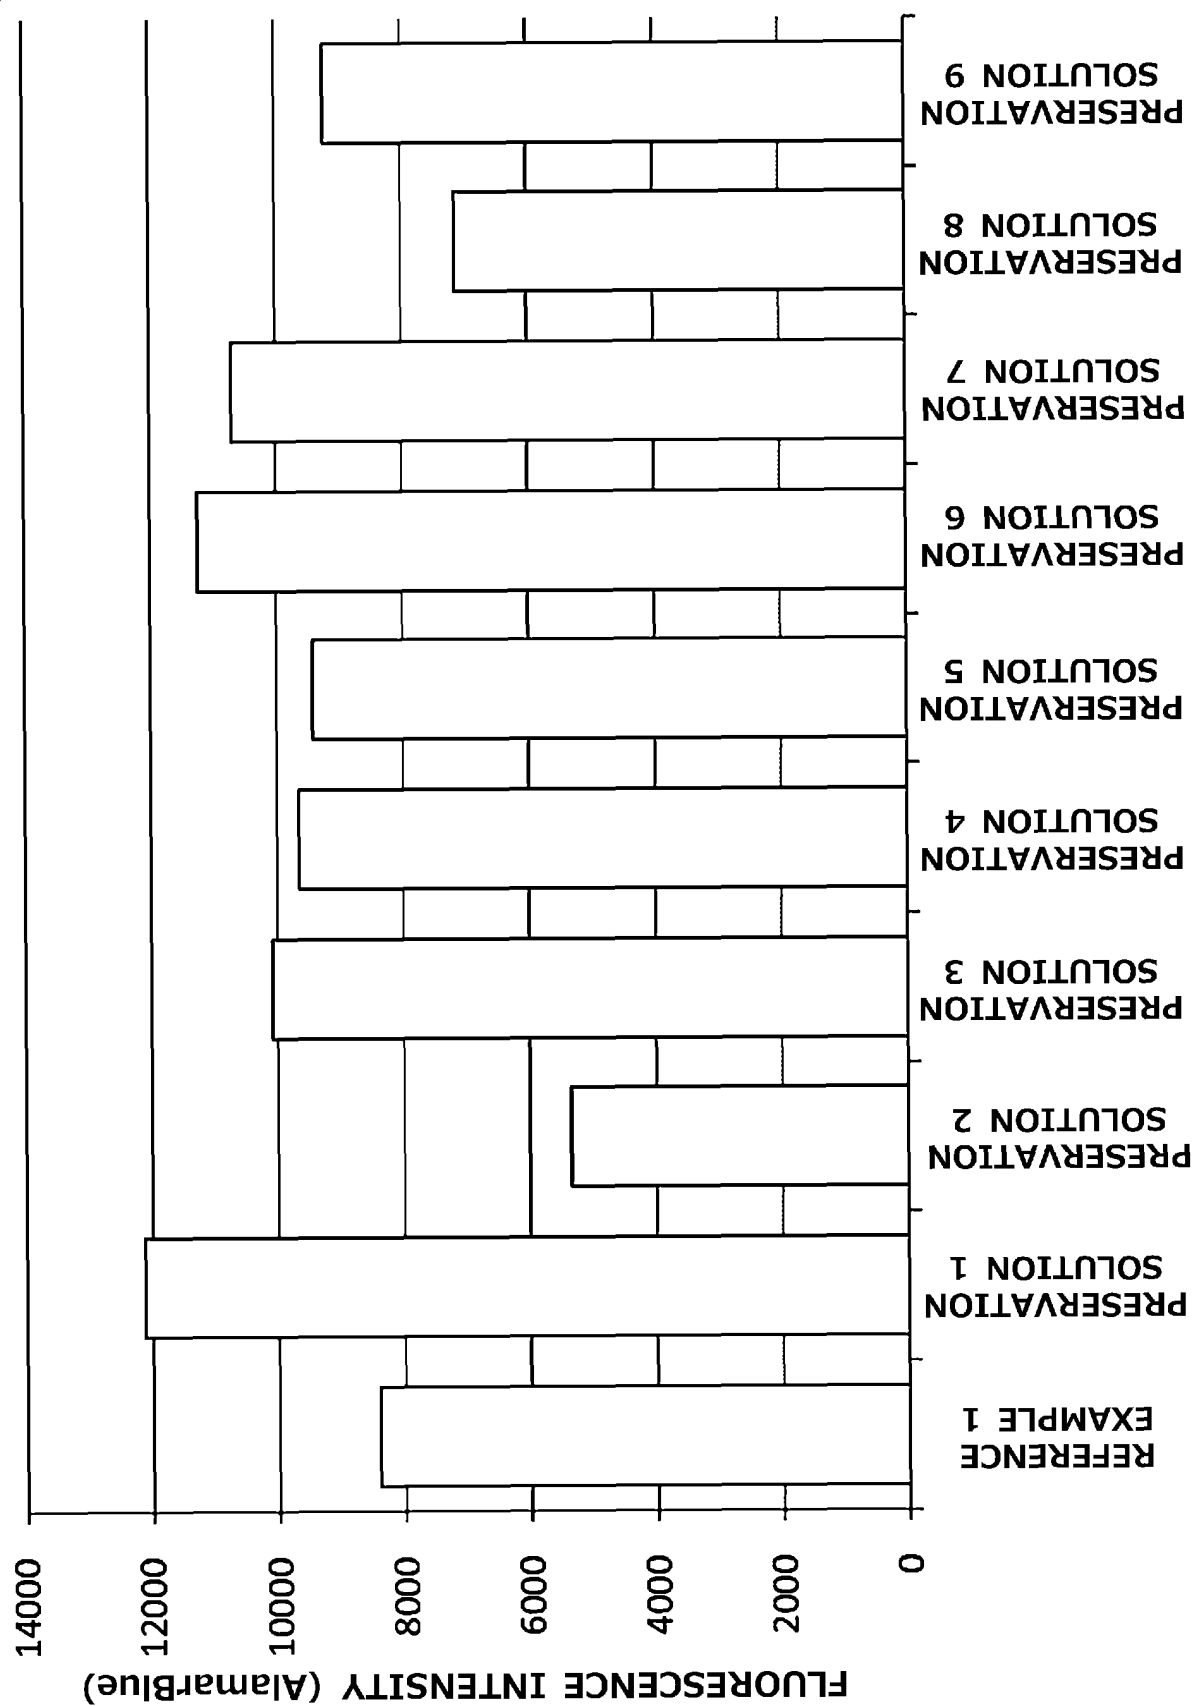 FLUORESCENCE INTENSITY (AlamarBlue)
14000
12000
10000
8000
6000
4000
2000
0
REFERENCE
EXAMPLE 1
PRESERVATION
SOLUTION 1
PRESERVATION
SOLUTION 2
PRESERVATION
SOLUTION 3
PRESERVATION
SOLUTION 4
PRESERVATION
SOLUTION 5
PRESERVATION
SOLUTION 6
PRESERVATION
SOLUTION 7
PRESERVATION
SOLUTION 8
PRESERVATION
SOLUTION 9